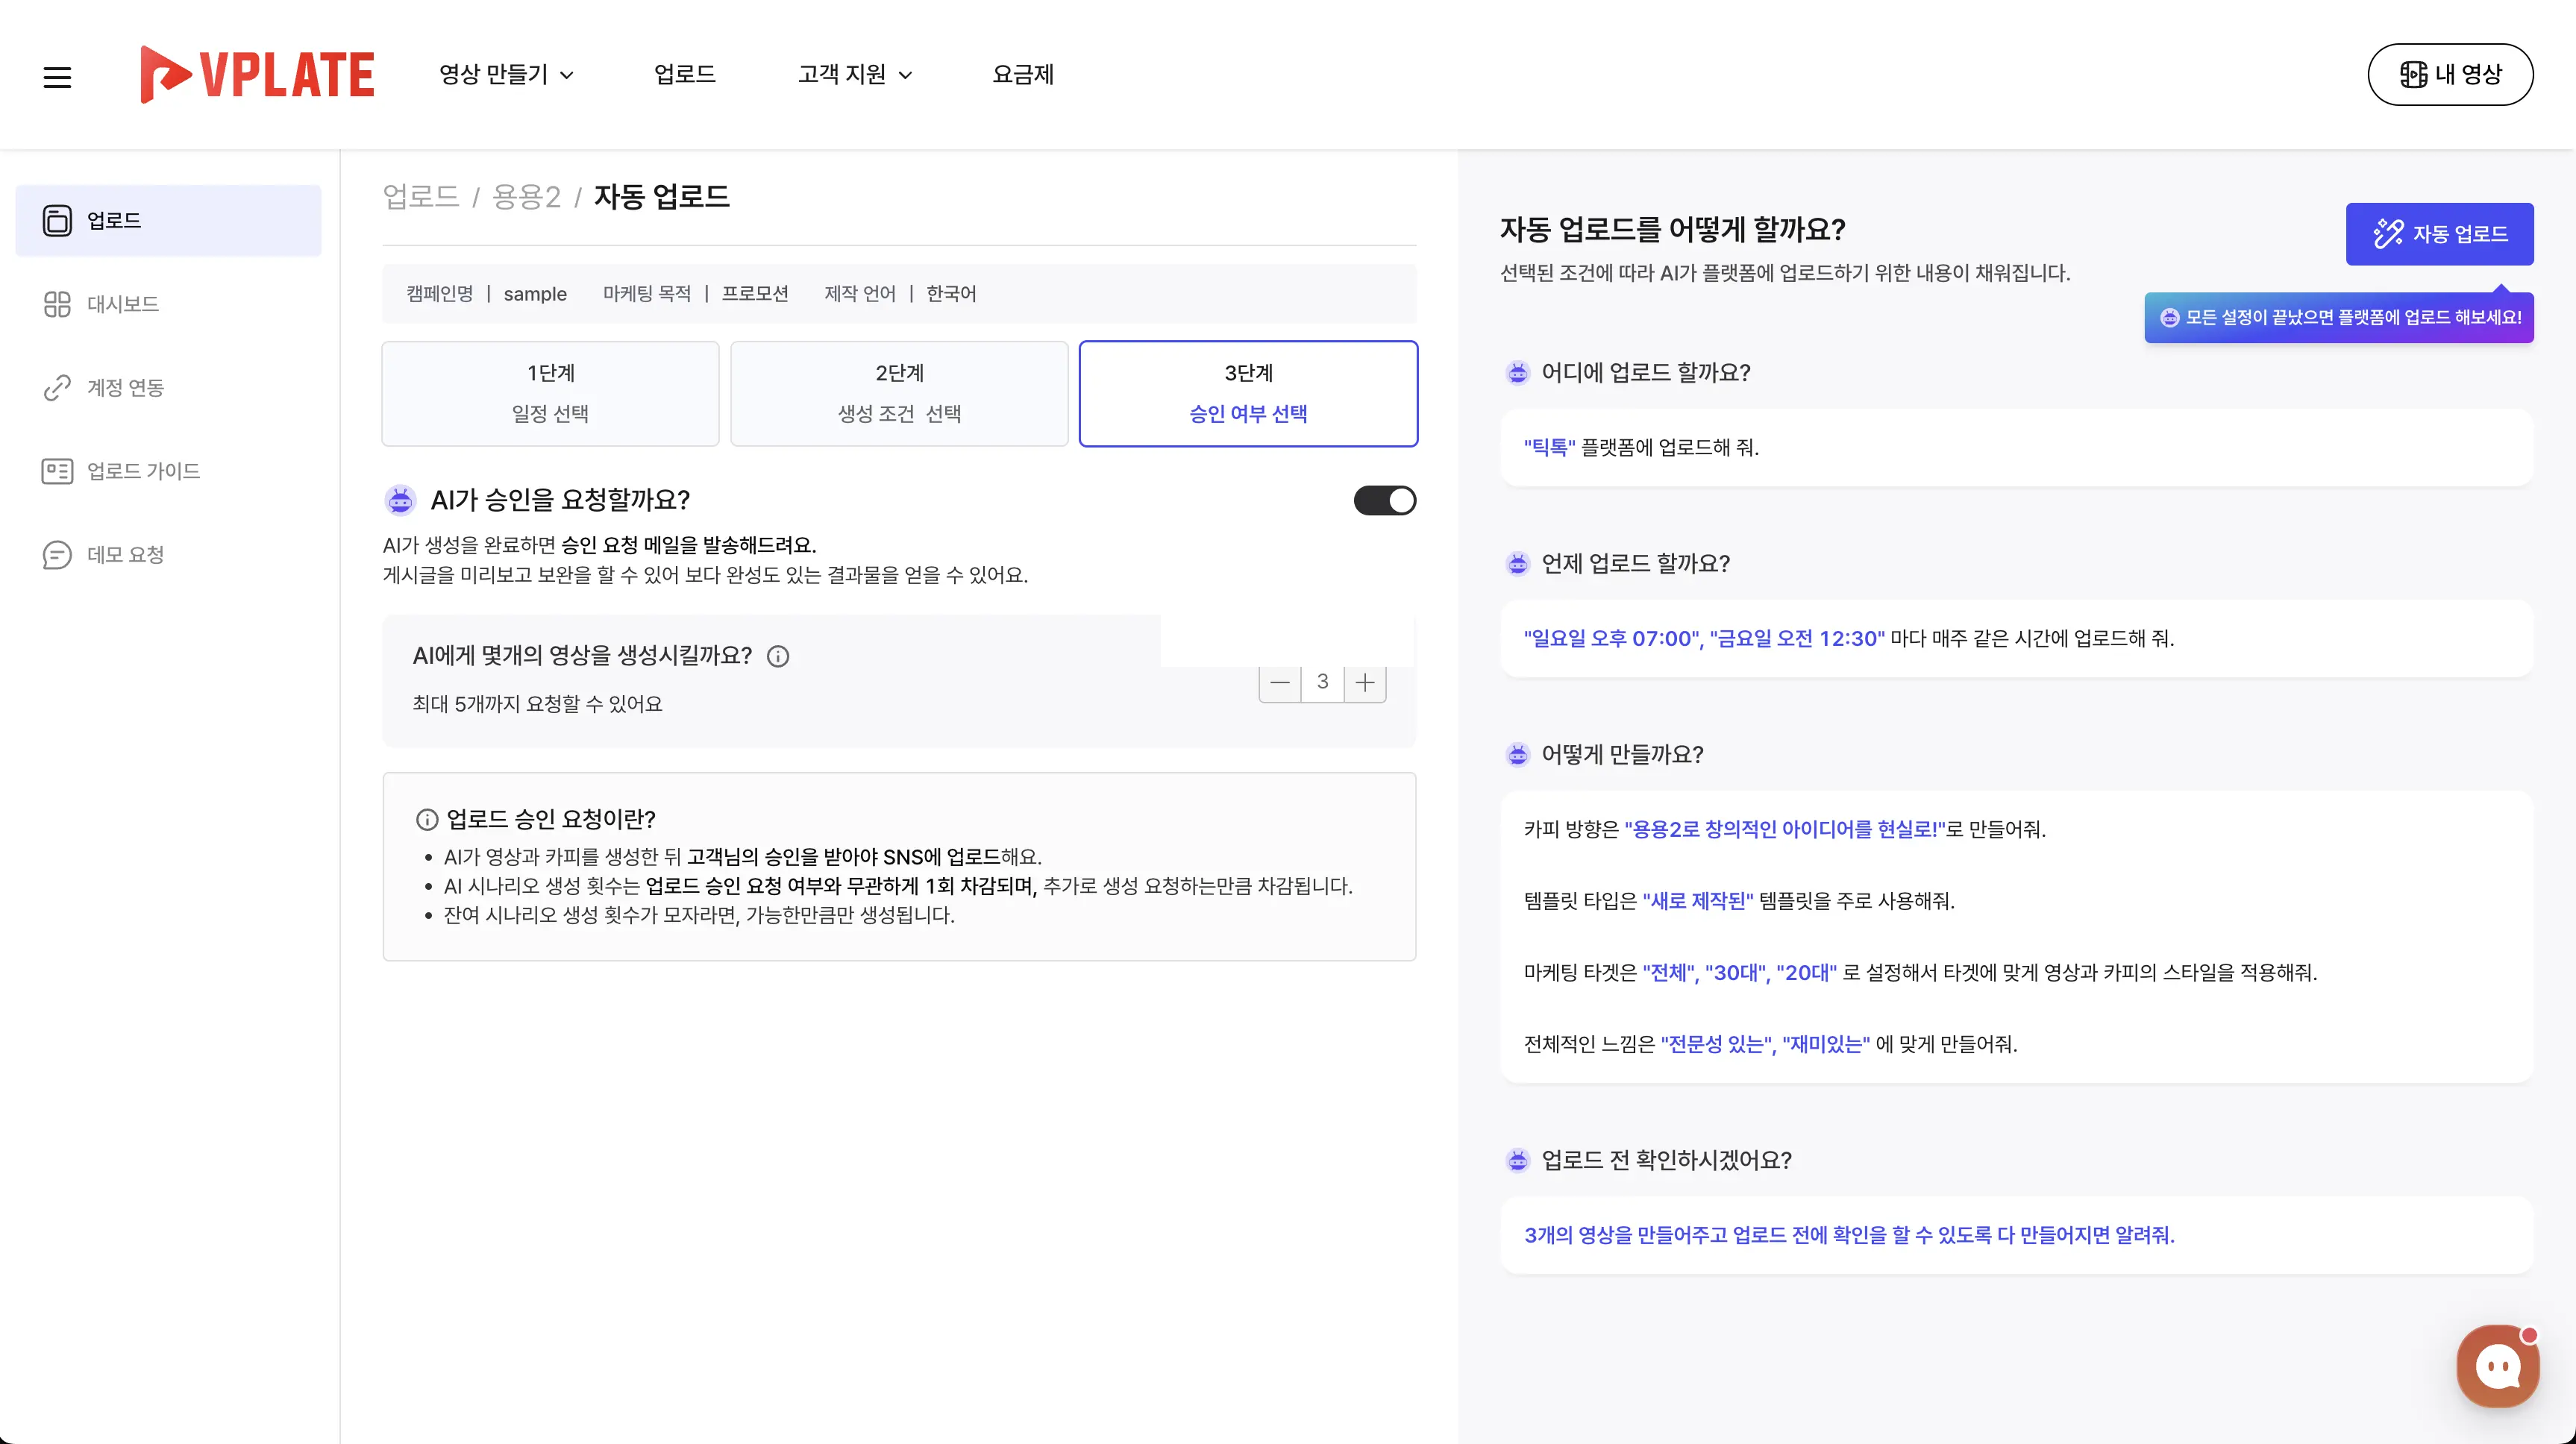 VPLATE
영상 만들기
업로드
고객 지원
요금제
내 영상
업로드
대시보드
계정 연동
업로드 가이드
데모 요청
업로드 / 용용2 / 자동 업로드
캠페인명 | sample 마케팅 목적 | 프로모션 제작 언어 | 한국어
1단계
일정 선택
2단계
생성 조건 선택
3단계
승인 여부 선택
AI가 승인을 요청할까요?
AI가 생성을 완료하면 승인 요청 메일을 발송해드려요.
게시글을 미리보고 보완을 할 수 있어 보다 완성도 있는 결과물을 얻을 수 있어요.
AI에게 몇개의 영상을 생성시킬까요?
최대 5개까지 요청할 수 있어요
3
업로드 승인 요청이란?
• AI가 영상과 카피를 생성한 뒤 고객님의 승인을 받아야 SNS에 업로드해요.
• AI 시나리오 생성 횟수는 업로드 승인 요청 여부와 무관하게 1회 차감되며, 추가로 생성 요청하는만큼 차감됩니다.
• 잔여 시나리오 생성 횟수가 모자라면, 가능한만큼만 생성됩니다.
자동 업로드를 어떻게 할까요?
선택된 조건에 따라 AI가 플랫폼에 업로드하기 위한 내용이 채워집니다.
자동 업로드
모든 설정이 끝났으면 플랫폼에 업로드 해보세요!
어디에 업로드 할까요?
"틱톡" 플랫폼에 업로드해 줘.
언제 업로드 할까요?
"일요일 오후 07:00", "금요일 오전 12:30" 마다 매주 같은 시간에 업로드해 줘.
어떻게 만들까요?
카피 방향은 "용용2로 창의적인 아이디어를 현실로!"로 만들어줘.
템플릿 타입은 "새로 제작된" 템플릿을 주로 사용해줘.
마케팅 타겟은 "전체", "30대", "20대" 로 설정해서 타겟에 맞게 영상과 카피의 스타일을 적용해줘.
전체적인 느낌은 "전문성 있는", "재미있는" 에 맞게 만들어줘.
업로드 전 확인하시겠어요?
3개의 영상을 만들어주고 업로드 전에 확인을 할 수 있도록 다 만들어지면 알려줘.